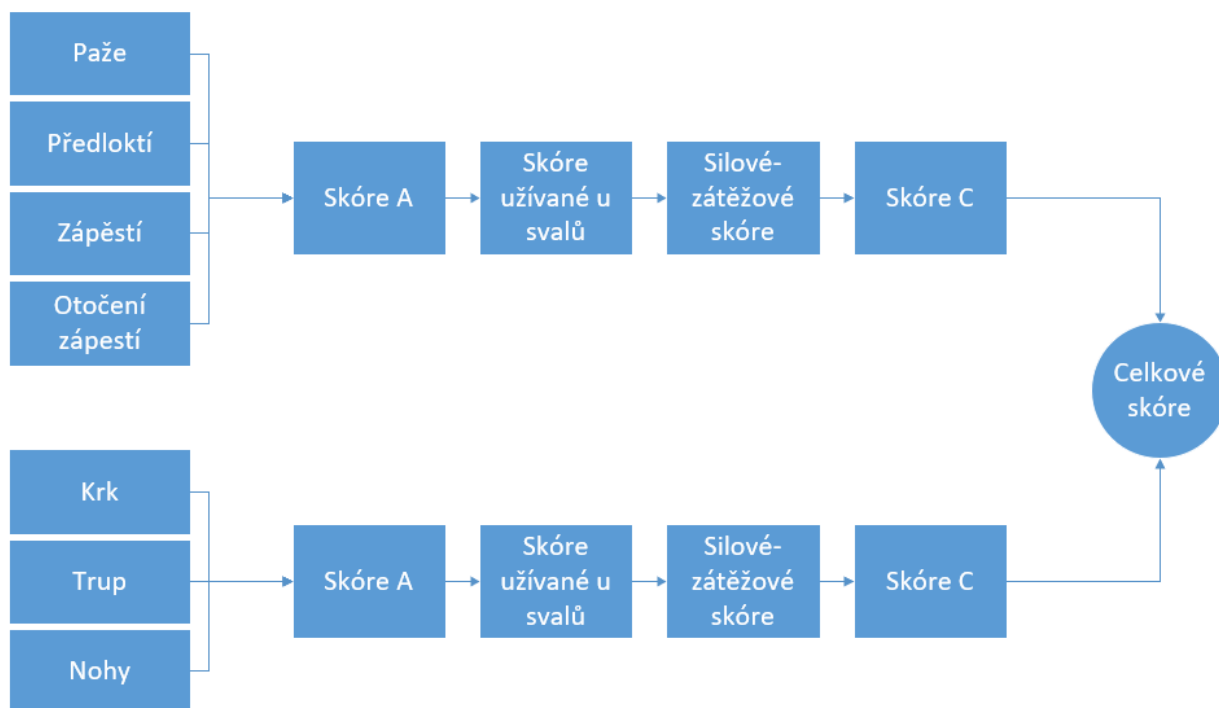 Paže
Předloktí
Zápěstí
Otočení
zápestí
Skóre A
Skóre
užívané u
svalů
Silové-
zátěžové
skóre
Skóre C
Celkové
skóre
Krk
Trup
Nohy
Skóre A
Skóre
užívané u
svalů
Silové-
zátěžové
skóre
Skóre C